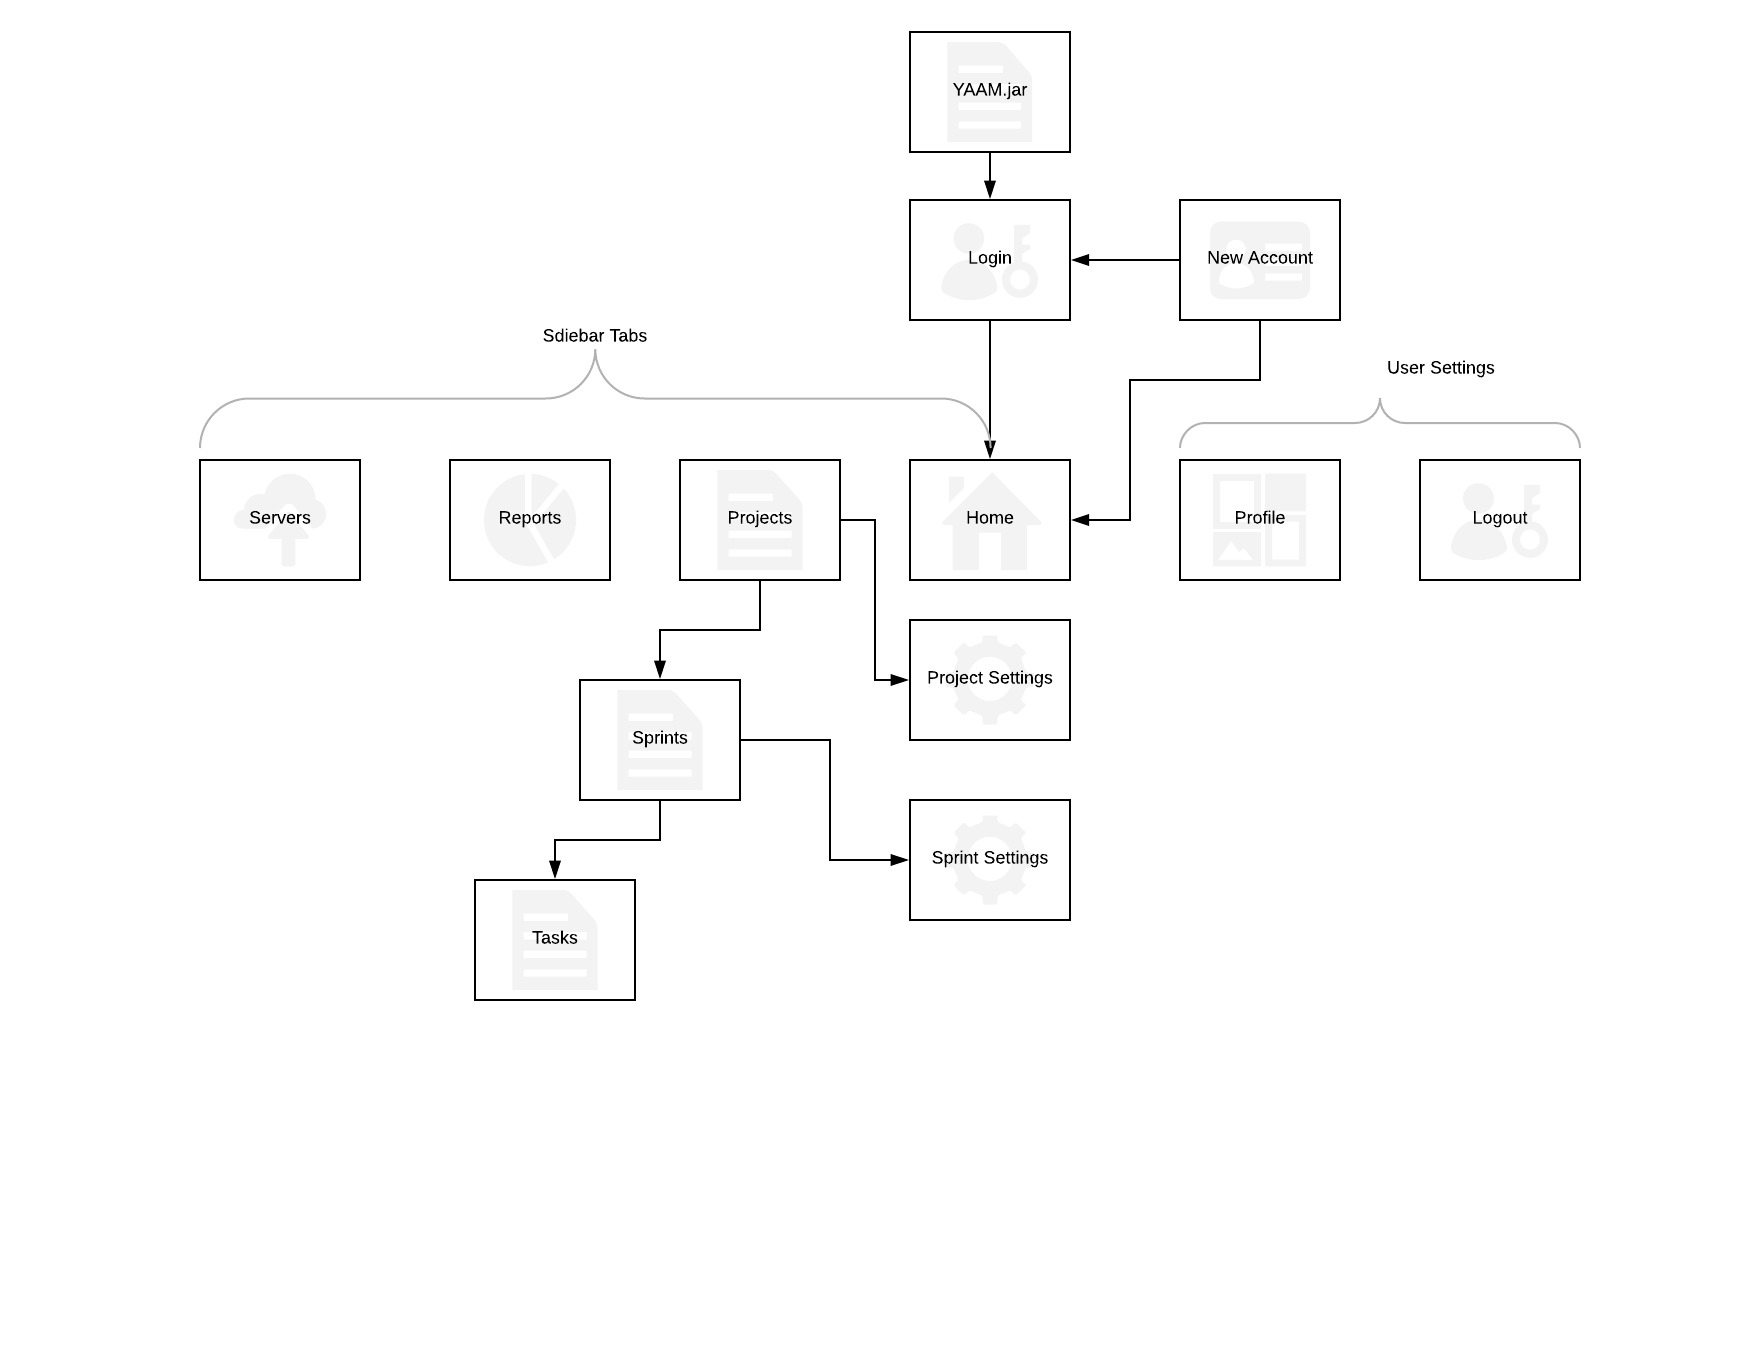 YAAM.jar
Login
New Account
Sdiebar Tabs
User Settings
Servers
Reports
Projects
Home
Profile
Logout
Project Settings
Sprints
Sprint Settings
Tasks